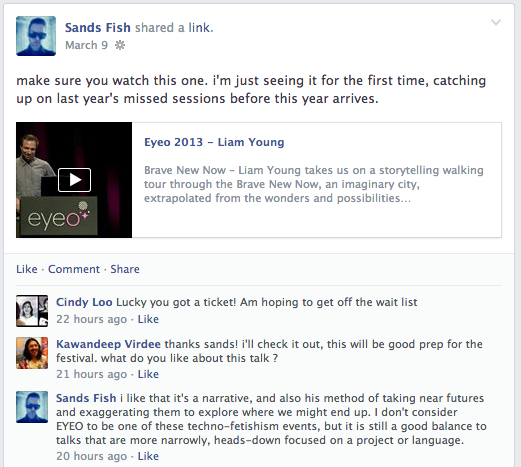 Sands Fish shared a link.
March 9
make sure you watch this one. i'm just seeing it for the first time, catching
up on last year's missed sessions before this year arrives.
eyeo
Eyeo 2013 – Liam Young
Brave New Now – Liam Young takes us on a storytelling walking
tour through the Brave New Now, an imaginary city,
extrapolated from the wonders and possibilities...
Like · Comment · Share
Cindy Loo Lucky you got a ticket! Am hoping to get off the wait list
22 hours ago · Like
Kawandeep Virdee thanks sands! i'll check it out, this will be good prep for the
festival. what do you like about this talk ?
21 hours ago · Like
Sands Fish i like that it's a narrative, and also his method of taking near futures
and exaggerating them to explore where we might end up. I don't consider
EYEO to be one of these techno-fetishism events, but it is still a good balance to
talks that are more narrowly, heads-down focused on a project or language.
20 hours ago · Like